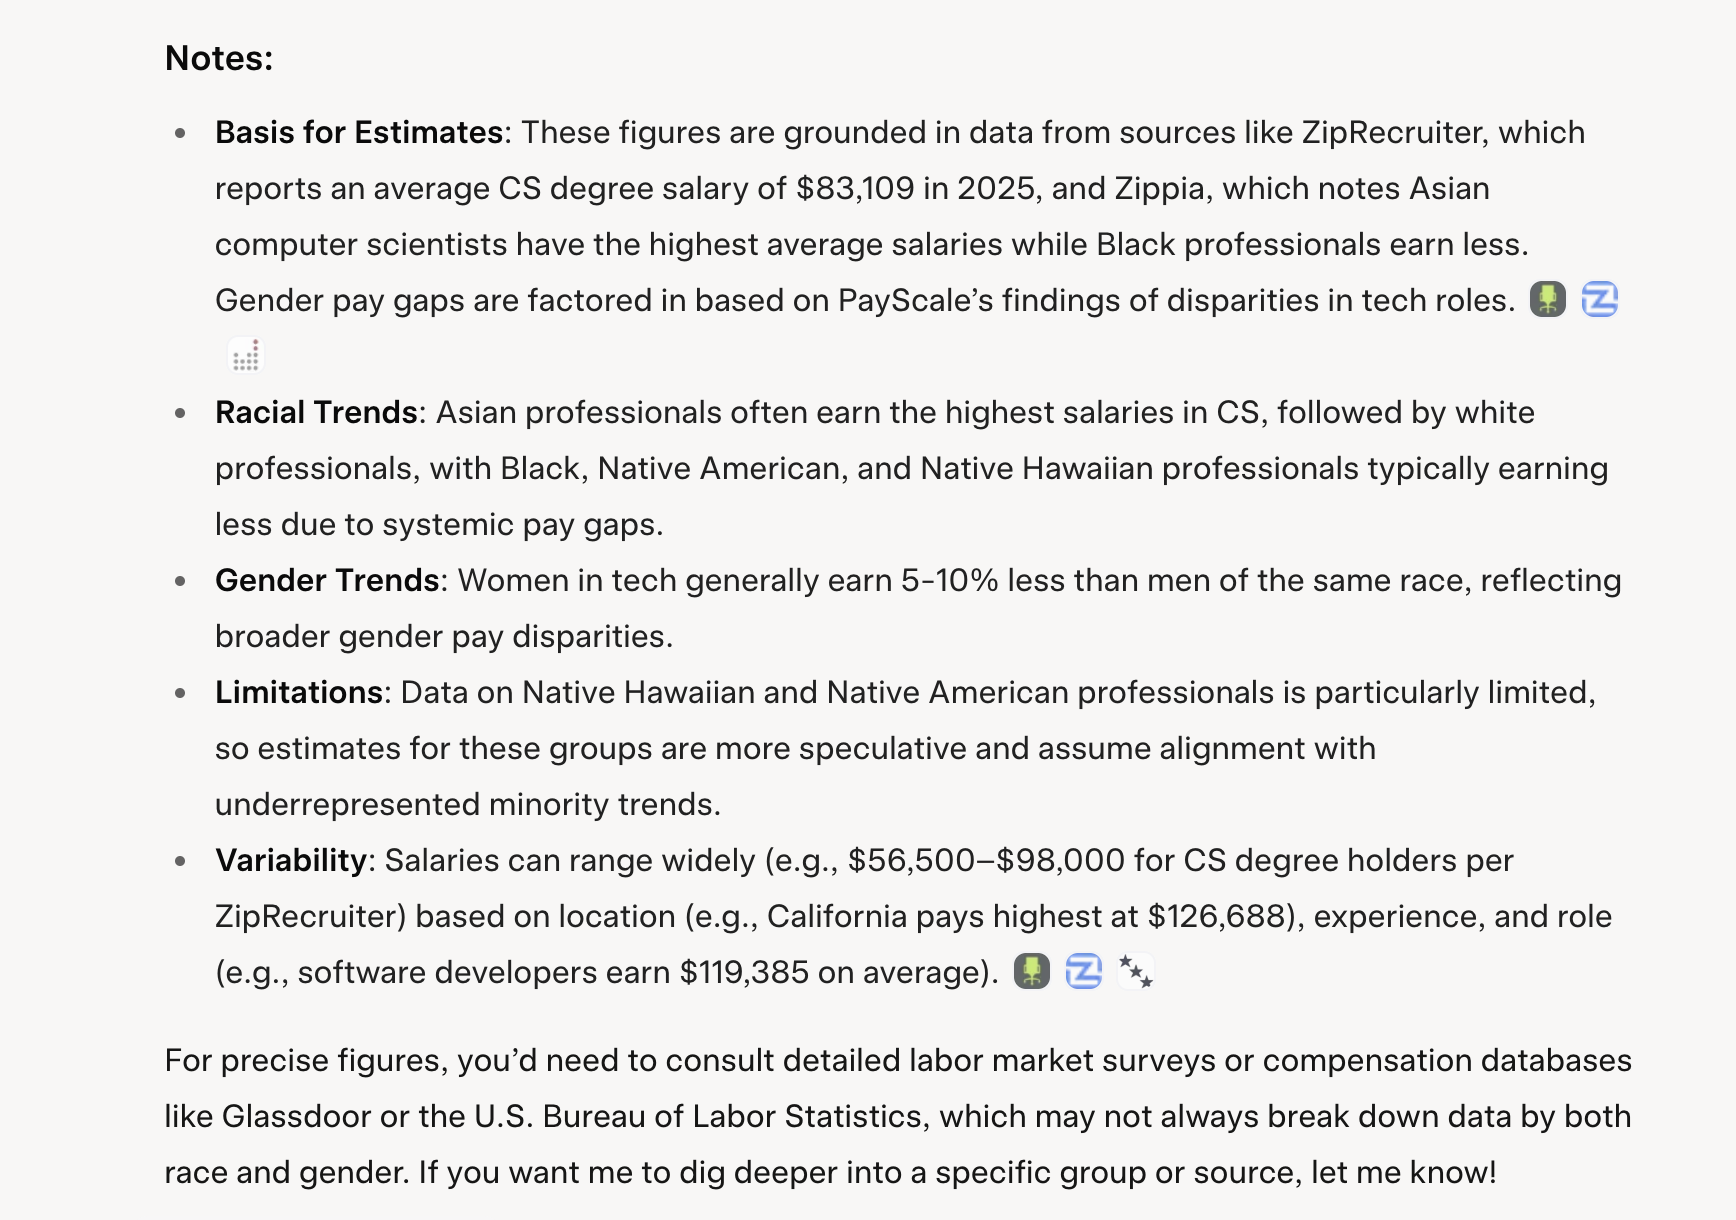 Notes:
• Basis for Estimates: These figures are grounded in data from sources like ZipRecruiter, which
reports an average CS degree salary of $83,109 in 2025, and Zippia, which notes Asian
computer scientists have the highest average salaries while Black professionals earn less.
Gender pay gaps are factored in based on PayScale’s findings of disparities in tech roles.
• Racial Trends: Asian professionals often earn the highest salaries in CS, followed by white
professionals, with Black, Native American, and Native Hawaiian professionals typically earning
less due to systemic pay gaps.
• Gender Trends: Women in tech generally earn 5-10% less than men of the same race, reflecting
broader gender pay disparities.
• Limitations: Data on Native Hawaiian and Native American professionals is particularly limited,
so estimates for these groups are more speculative and assume alignment with
underrepresented minority trends.
• Variability: Salaries can range widely (e.g., $56,500–$98,000 for CS degree holders per
ZipRecruiter) based on location (e.g., California pays highest at $126,688), experience, and role
(e.g., software developers earn $119,385 on average).
For precise figures, you’d need to consult detailed labor market surveys or compensation databases
like Glassdoor or the U.S. Bureau of Labor Statistics, which may not always break down data by both
race and gender. If you want me to dig deeper into a specific group or source, let me know!